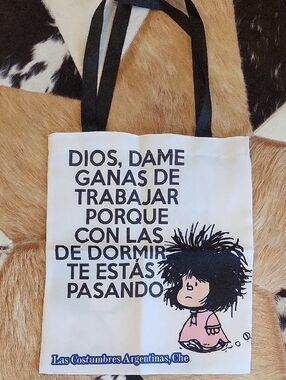 DIOS, DAME
GANAS DE
TRABAJAR
PORQUE
CON LAS
DE DORMIR
TE ESTÁS
PASANDO
Las Costumbres Argentinas, Che